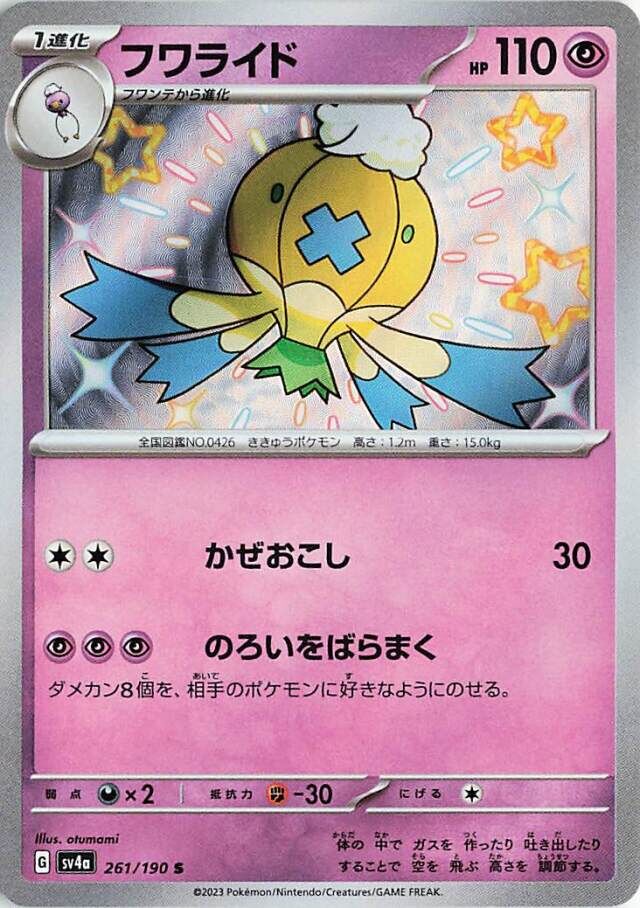 1進化
フワライド
HP 110
フワンテから進化
全国図鑑NO.0426 ききゅうポケモン 高さ:1.2m 重さ:15.0kg
かぜおこし 30
のろいをばらまく
ダメカン8個を、相手のポケモンに好きなようにのせる。
弱点 ×2 抵抗力 -30 にげる
Illus. otumami
G sv4a 261/190 S
体の中でガスを作ったり吐き出したり
することで空を飛ぶ高さを調節する。
©2023 Pokémon/Nintendo/Creatures/GAME FREAK.